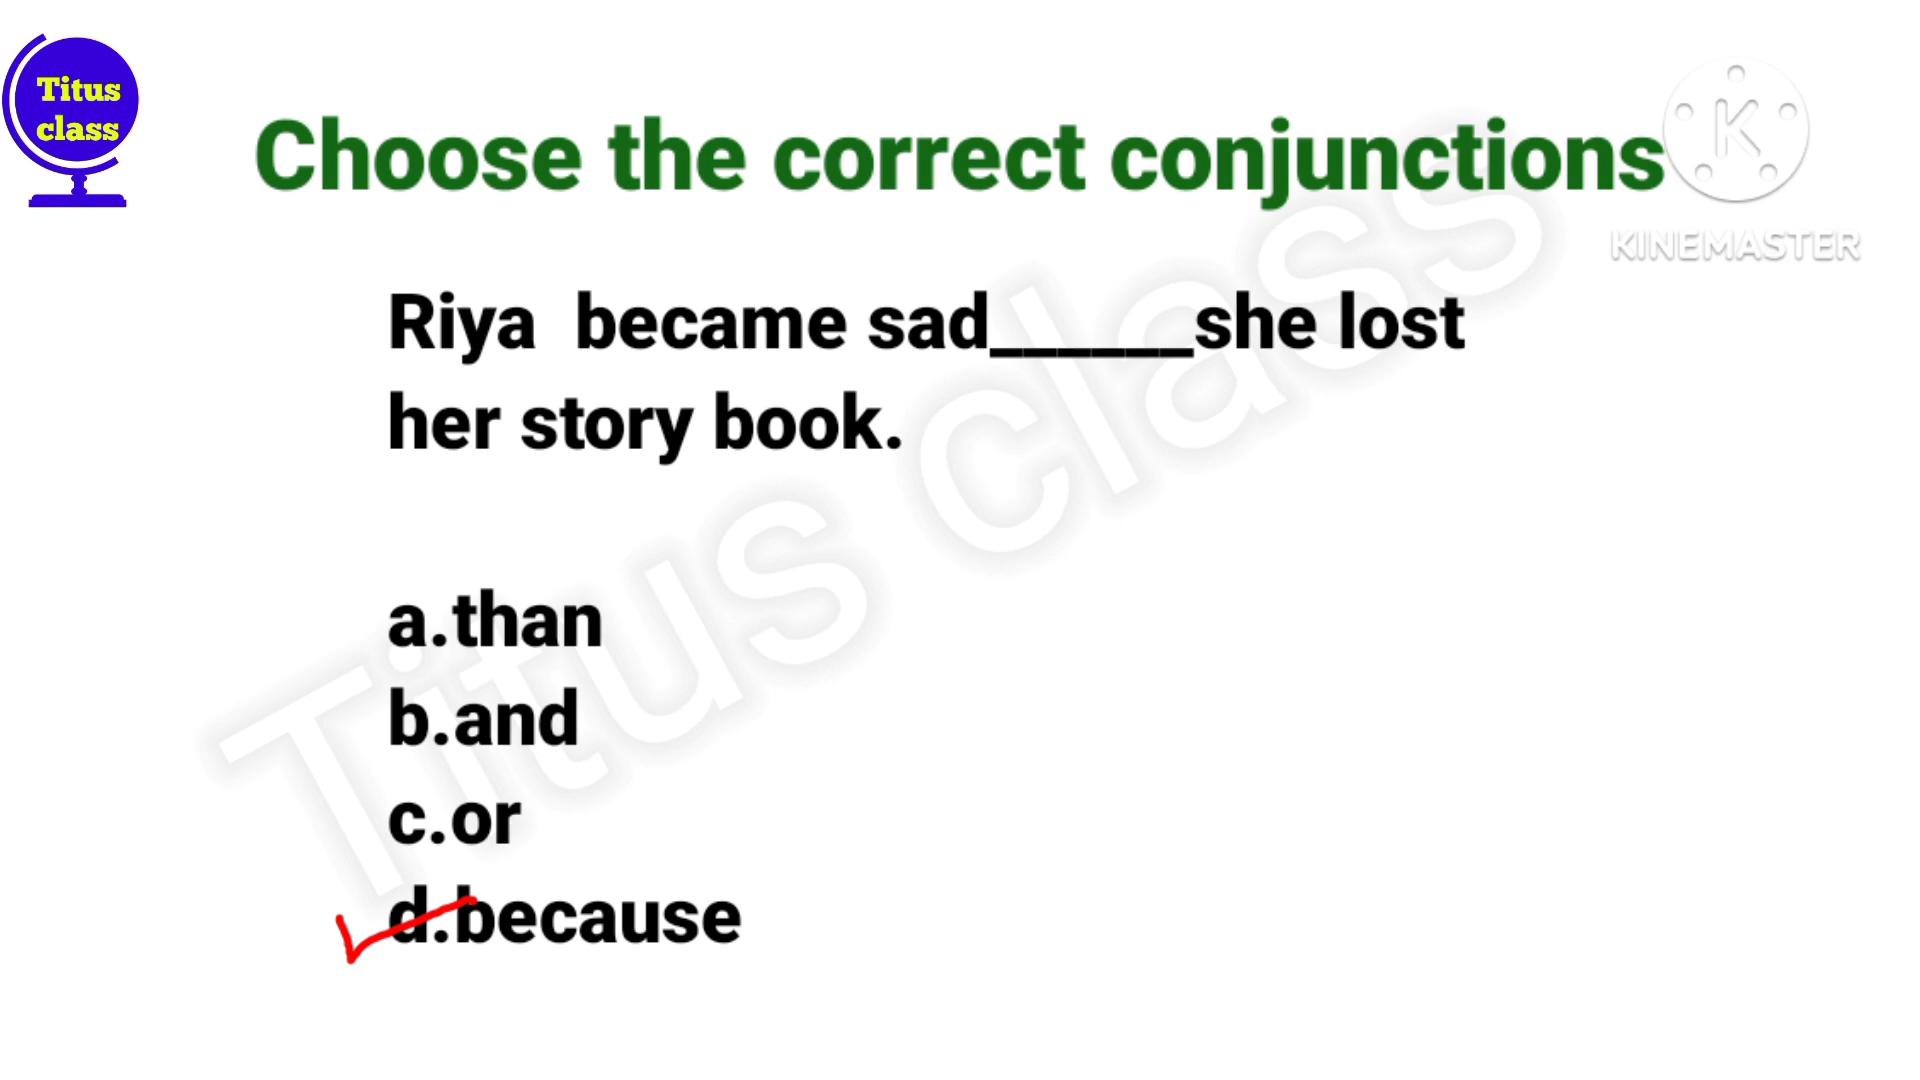 Titus
class
Choose the correct conjunctions
K
KINEMASTER
Riya became sad______she lost
her story book.
a.than
b.and
c.or
d.because
Titus class